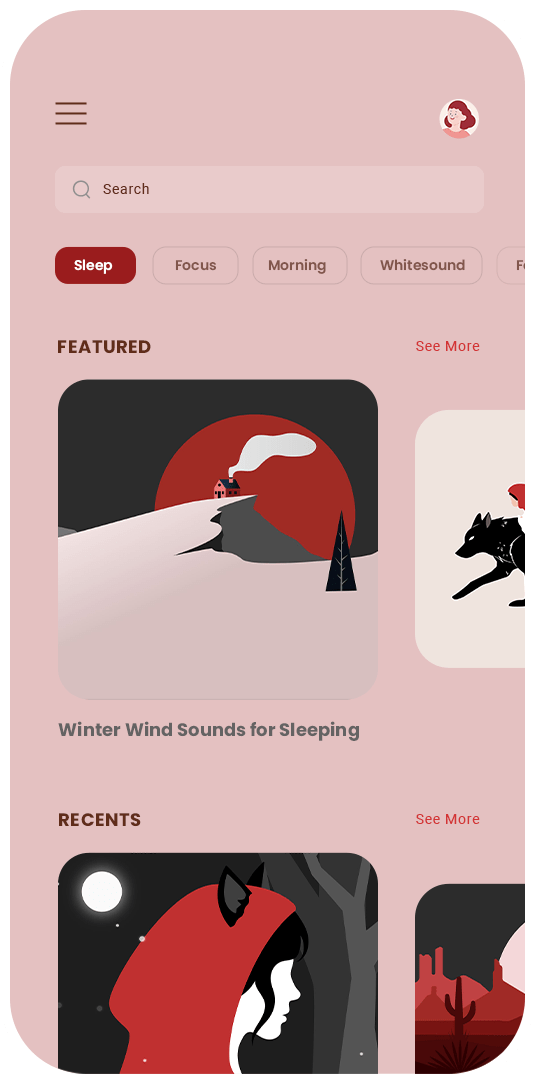 Search
Sleep Focus Morning Whitesound
FEATURED See More
Winter Wind Sounds for Sleeping
RECENTS See More